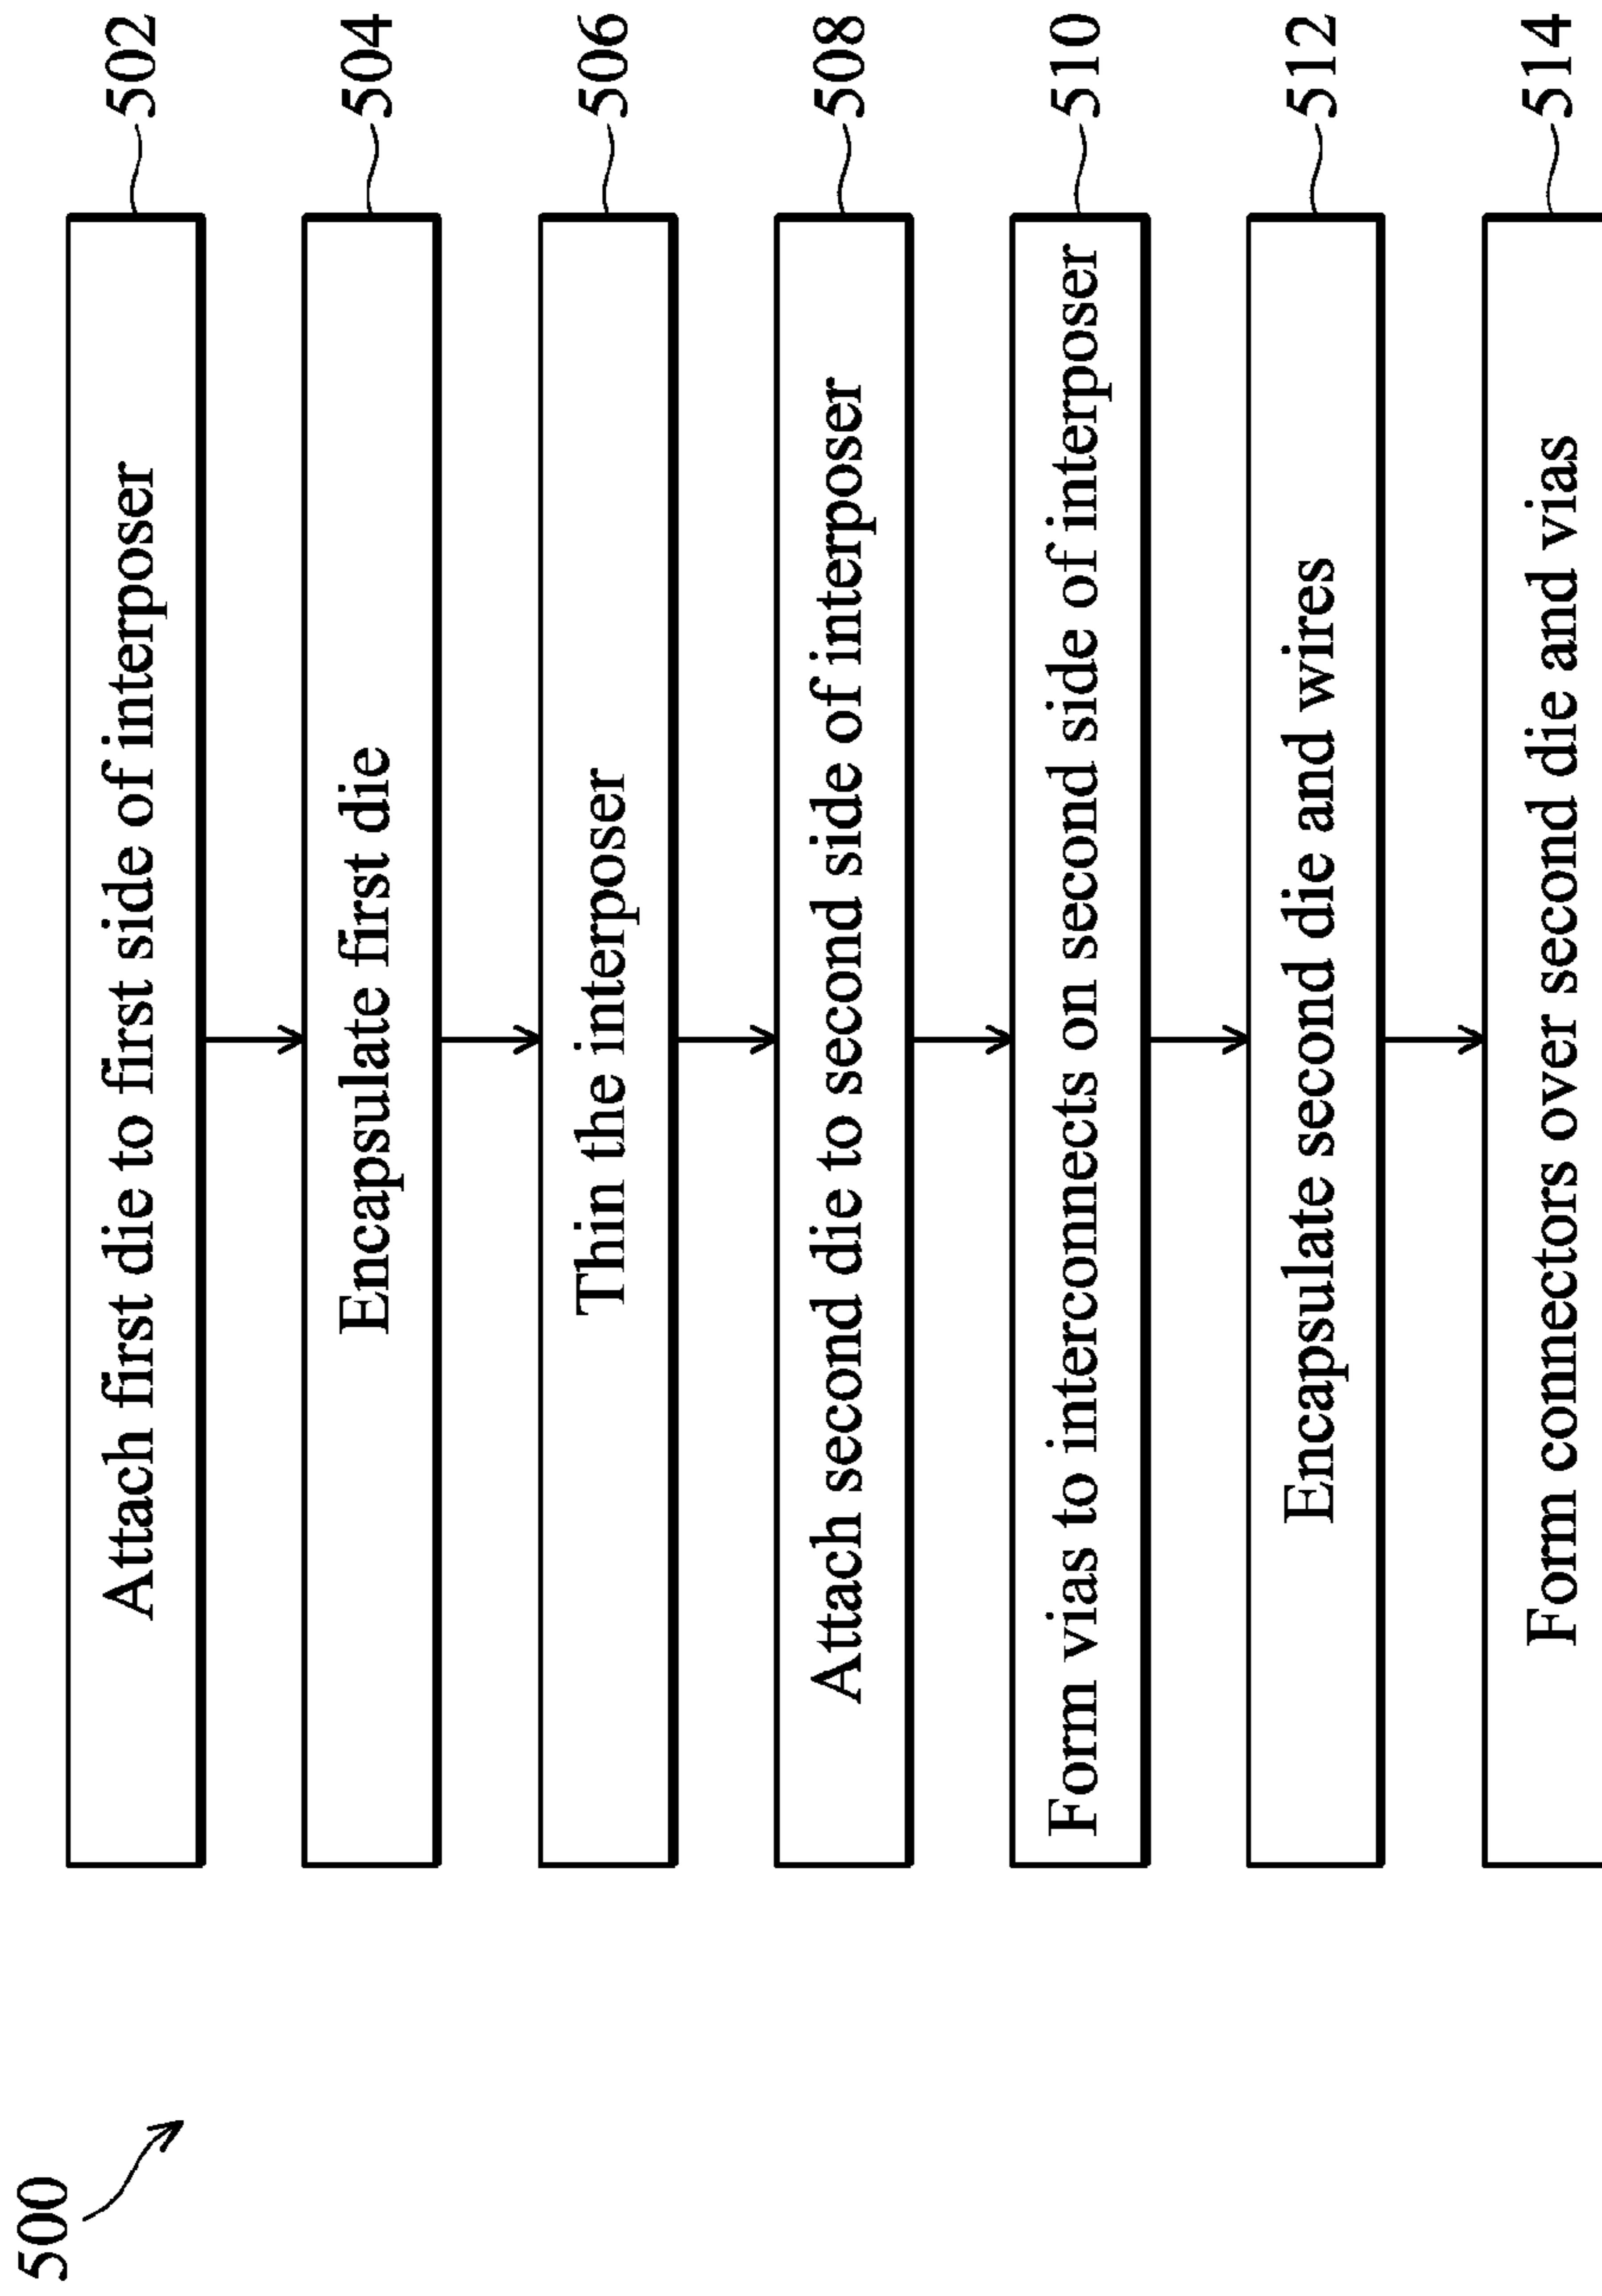 500
Attach first die to first side of interposer
502
Encapsulate first die
504
Thin the interposer
506
Attach second die to second side of interposer
508
Form vias to interconnects on second side of interposer
510
Encapsulate second die and wires
512
Form connectors over second die and vias
514